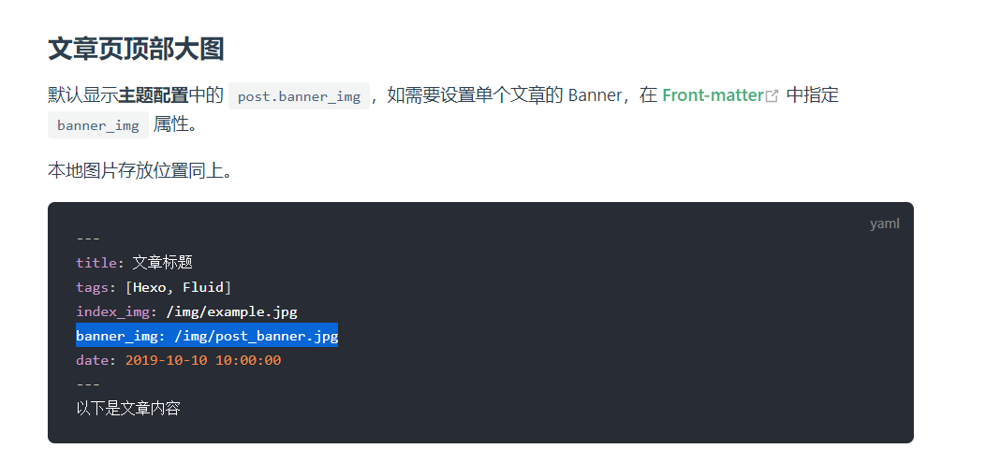 文章页顶部大图
默认显示主题配置中的 post.banner_img，如需要设置单个文章的 Banner，在 Front-matter 中指定
banner_img 属性。
本地图片存放位置同上。
yaml
---
title: 文章标题
tags: [Hexo, Fluid]
index_img: /img/example.jpg
banner_img: /img/post_banner.jpg
date: 2019-10-10 10:00:00
---
以下是文章内容